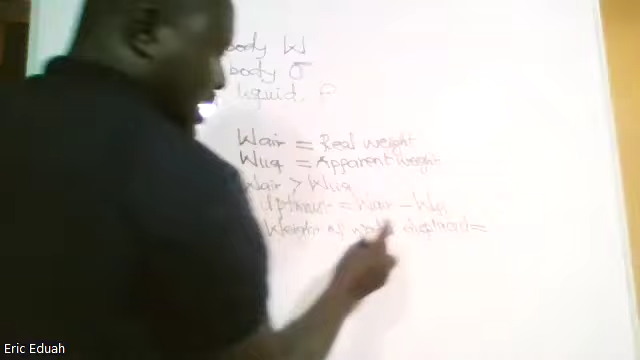 body W
body σ
liquid
Wair = Real weight
Wliq = Apparent weight
Wair > Wliq
Upthrust = Wair - Wliq
Weight of water displaced =
Eric Eduah